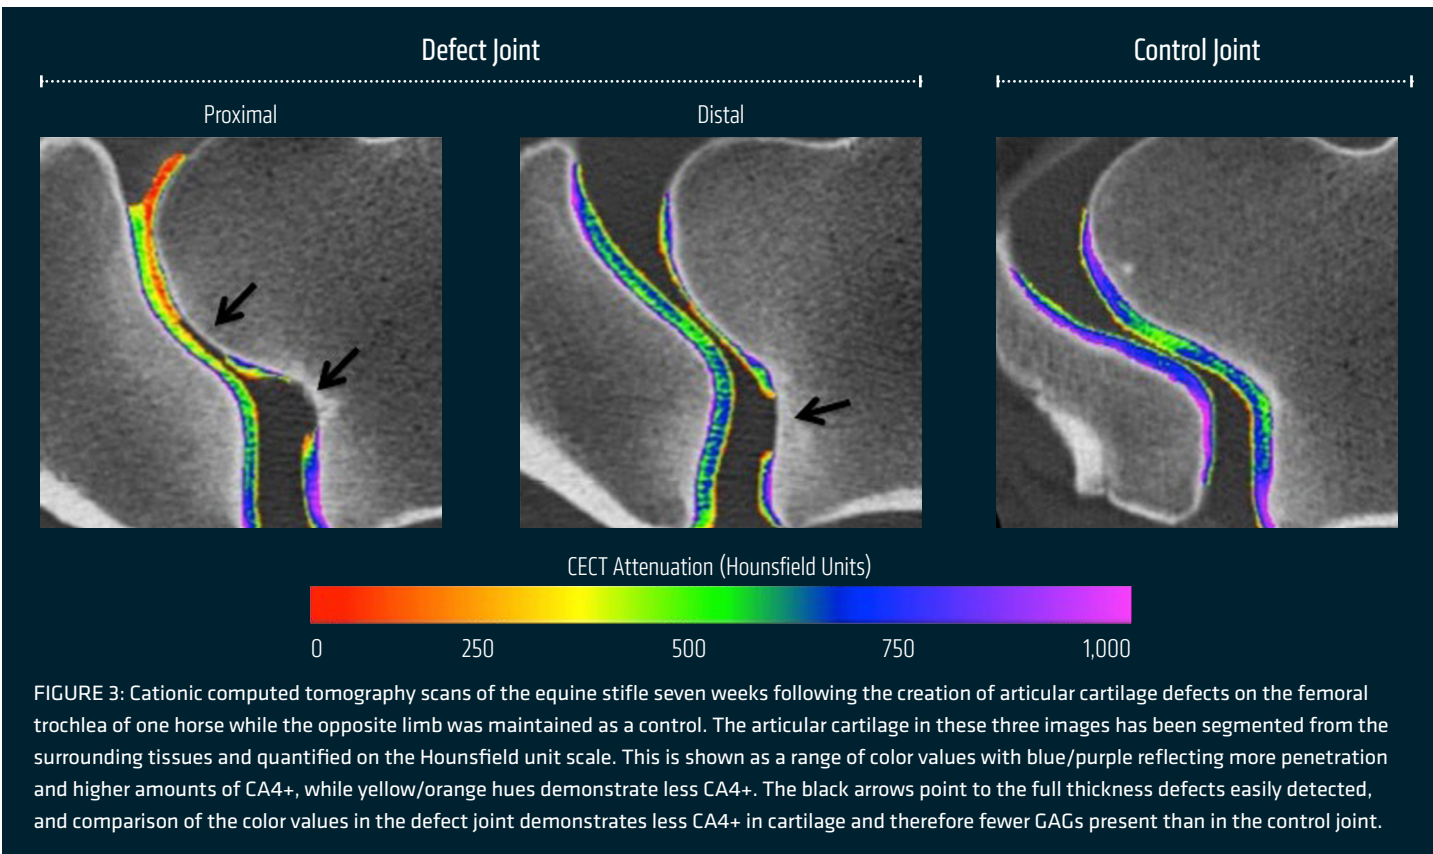 Defect Joint
Control Joint
Proximal
Distal
CECT Attenuation (Hounsfield Units)
0 250 500 750 1,000
FIGURE 3: Cationic computed tomography scans of the equine stifle seven weeks following the creation of articular cartilage defects on the femoral
trochlea of one horse while the opposite limb was maintained as a control. The articular cartilage in these three images has been segmented from the
surrounding tissues and quantified on the Hounsfield unit scale. This is shown as a range of color values with blue/purple reflecting more penetration
and higher amounts of CA4+, while yellow/orange hues demonstrate less CA4+. The black arrows point to the full thickness defects easily detected,
and comparison of the color values in the defect joint demonstrates less CA4+ in cartilage and therefore fewer GAGs present than in the control joint.